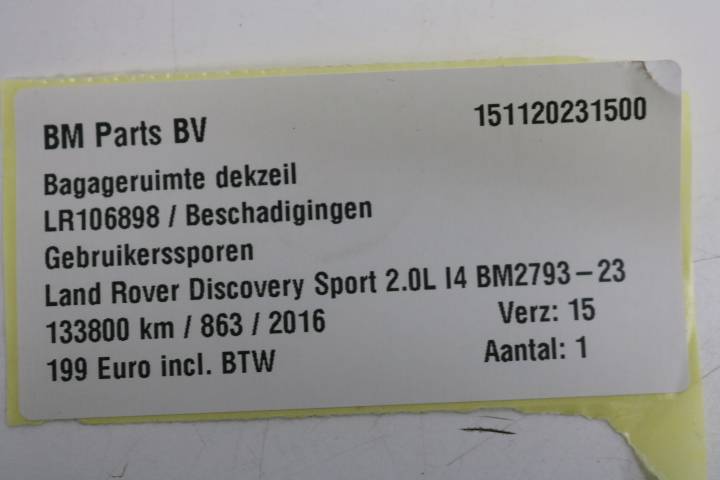 BM Parts BV 151120231500
Bagageruimte dekzeil
LR106898 / Beschadigingen
Gebruikerssporen
Land Rover Discovery Sport 2.0L I4 BM2793-23
133800 km / 863 / 2016 Verz: 15
199 Euro incl. BTW Aantal: 1